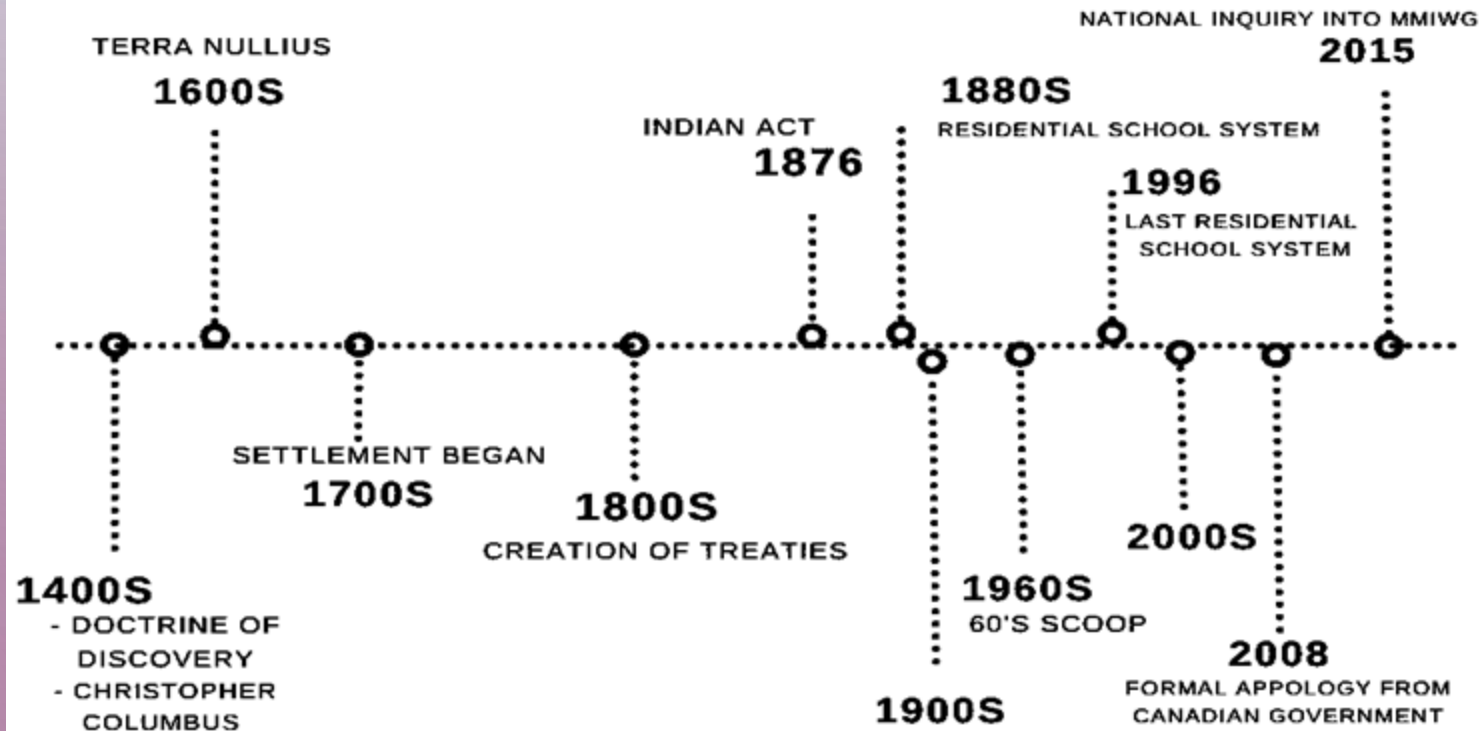 TERRA NULLIUS
1600S
NATIONAL INQUIRY INTO MMIWG
2015
INDIAN ACT
1876
1880S
RESIDENTIAL SCHOOL SYSTEM
1996
LAST RESIDENTIAL
SCHOOL SYSTEM
SETTLEMENT BEGAN
1700S
1800S
CREATION OF TREATIES
1400S
- DOCTRINE OF
DISCOVERY
- CHRISTOPHER
COLUMBUS
1900S
1960S
60'S SCOOP
2000S
2008
FORMAL APPOLOGY FROM
CANADIAN GOVERNMENT